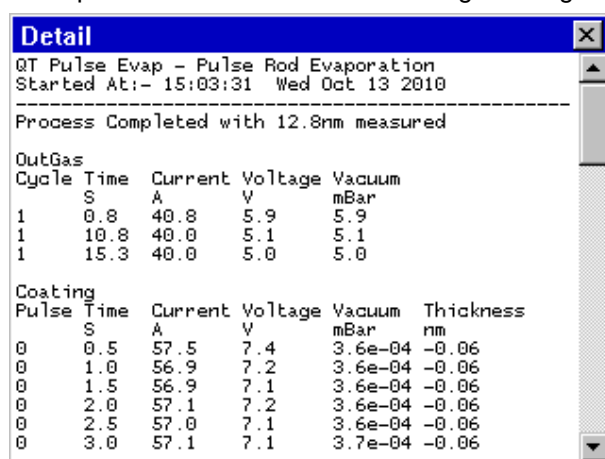 Detail
QT Pulse Evap - Pulse Rod Evaporation
Started At:- 15:03:31 Wed Oct 13 2010
--------------------------------------------------
Process Completed with 12.8nm measured
OutGas
Cycle Time Current Voltage Vacuum
S A V mBar
1 0.8 40.8 5.9 5.9
1 10.8 40.0 5.1 5.1
1 15.3 40.0 5.0 5.0
Coating
Pulse Time Current Voltage Vacuum Thickness
S A V mBar nm
0 0.5 57.5 7.4 3.6e-04 -0.06
0 1.0 56.9 7.2 3.6e-04 -0.06
0 1.5 56.9 7.1 3.6e-04 -0.06
0 2.0 57.1 7.2 3.6e-04 -0.06
0 2.5 57.0 7.1 3.6e-04 -0.06
0 3.0 57.1 7.1 3.7e-04 -0.06